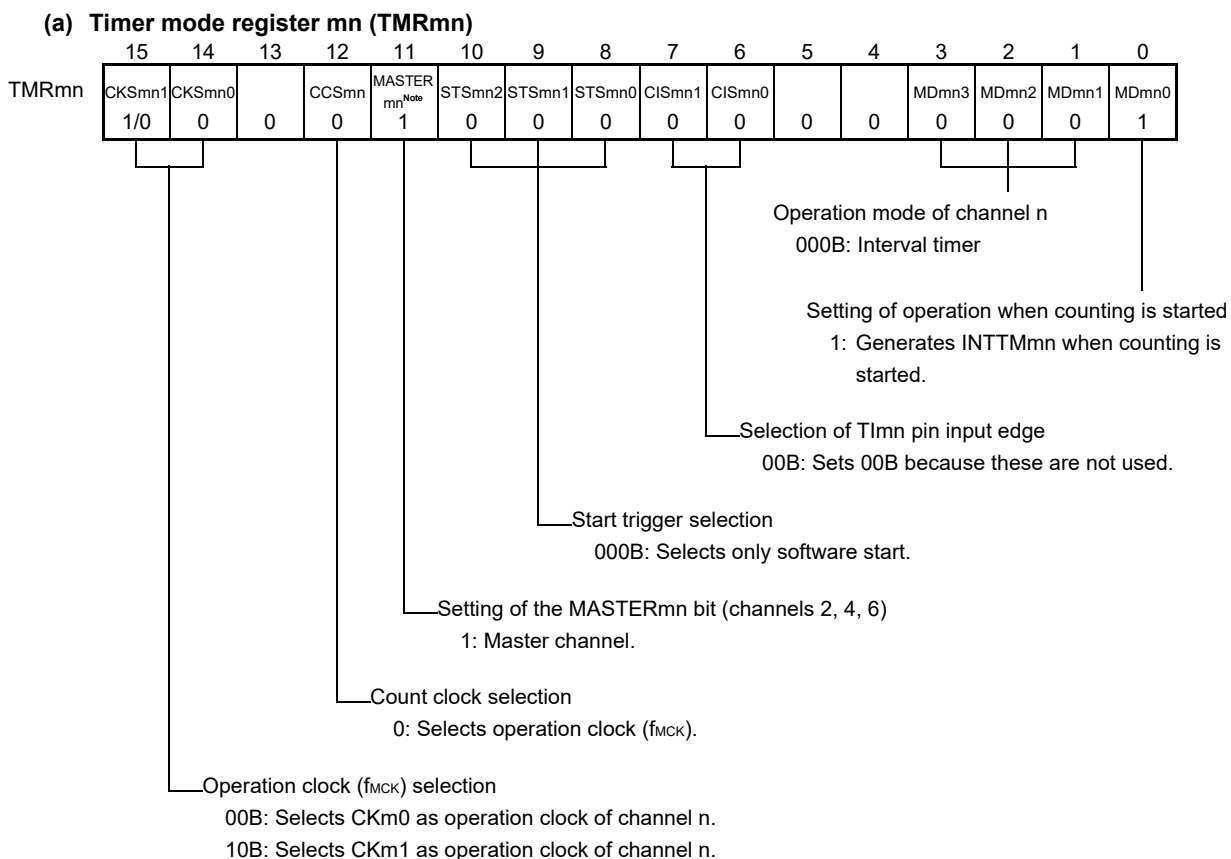 (a) Timer mode register mn (TMRmn)
15 14 13 12 11 10 9 8 7 6 5 4 3 2 1 0
TMRmn CKSmn1 CKSmn0 CCSmn MASTER mnNote STSmn2 STSmn1 STSmn0 CISmn1 CISmn0 MDmn3 MDmn2 MDmn1 MDmn0
1/0 0 0 0 1 0 0 0 0 0 0 0 0 0 0 1
Operation mode of channel n
000B: Interval timer
Setting of operation when counting is started
1: Generates INTTMmn when counting is
started.
Selection of TImn pin input edge
00B: Sets 00B because these are not used.
Start trigger selection
000B: Selects only software start.
Setting of the MASTERmn bit (channels 2, 4, 6)
1: Master channel.
Count clock selection
0: Selects operation clock (fMCK).
Operation clock (fMCK) selection
00B: Selects CKm0 as operation clock of channel n.
10B: Selects CKm1 as operation clock of channel n.